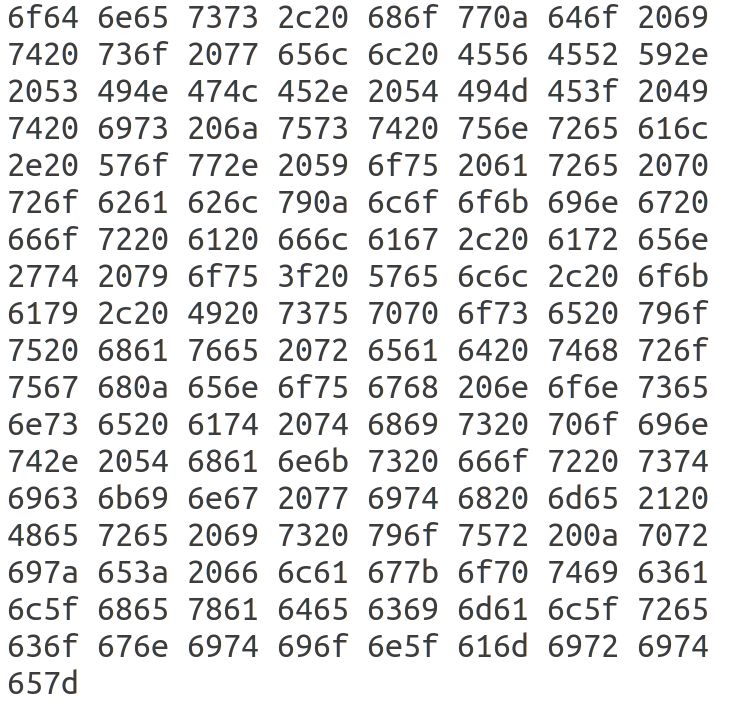 6f64 6e65 7373 2c20 686f 770a 646f 2069
7420 736f 2077 656c 6c20 4556 4552 592e
2053 494e 474c 452e 2054 494d 453f 2049
7420 6973 206a 7573 7420 756e 7265 616c
2e20 576f 772e 2059 6f75 2061 7265 2070
726f 6261 626c 790a 6c6f 6f6b 696e 6720
666f 7220 6120 666c 6167 2c20 6172 656e
2774 2079 6f75 3f20 5765 6c6c 2c20 6f6b
6179 2c20 4920 7375 7070 6f73 6520 796f
7520 6861 7665 2072 6561 6420 7468 726f
7567 680a 656e 6f75 6768 206e 6f6e 7365
6e73 6520 6174 2074 6869 7320 706f 696e
742e 2054 6861 6e6b 7320 666f 7220 7374
6963 6b69 6e67 2077 6974 6820 6d65 2120
4865 7265 2069 7320 796f 7572 200a 7072
697a 653a 2066 6c61 677b 6f70 7469 6361
6c5f 6865 7861 6465 6369 6d61 6c5f 7265
636f 676e 6974 696f 6e5f 616d 6972 6974
657d